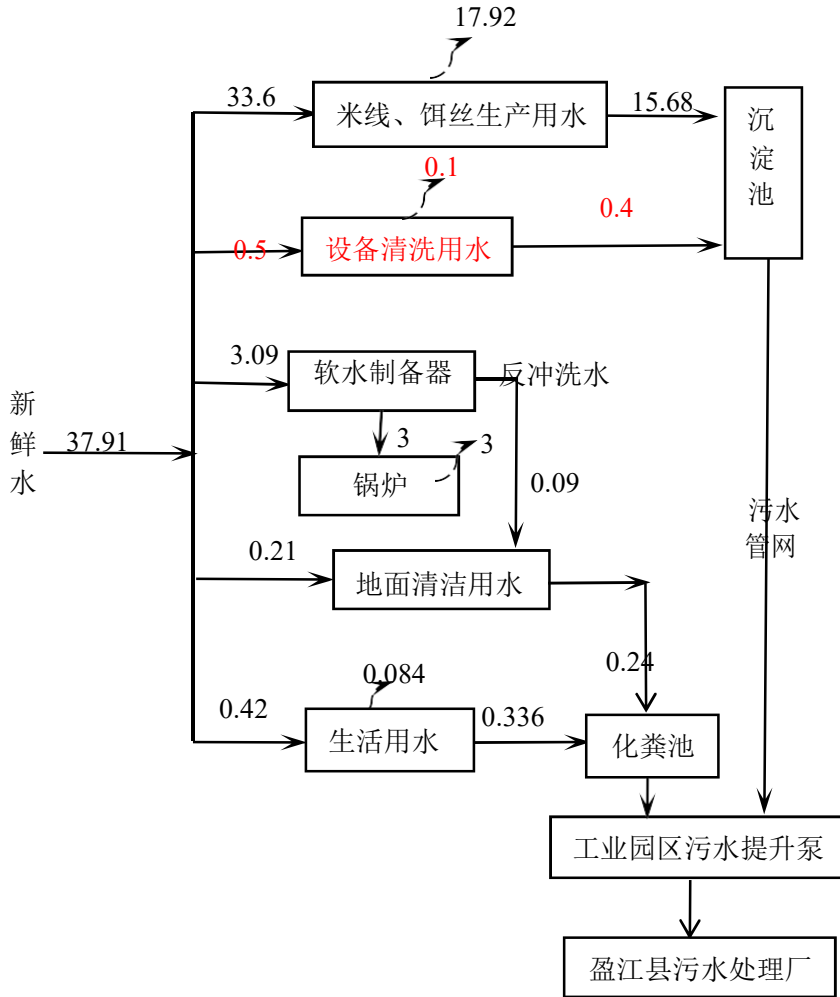 17.92
33.6
米线、饵丝生产用水
15.68
沉
淀
池
0.1
0.5
设备清洗用水
0.4
3.09
软水制备器
反冲洗水
新
鲜
水
37.91
3
3
锅炉
0.09
污水
管网
0.21
地面清洁用水
0.24
0.084
0.42
生活用水
0.336
化粪池
工业园区污水提升泵
盈江县污水处理厂